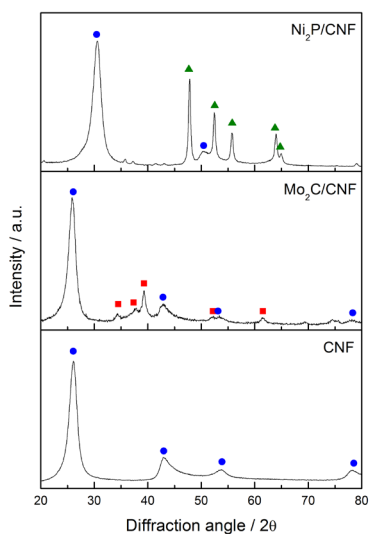 Ni₂P/CNF
Mo₂C/CNF
CNF
Intensity / a.u.
20 30 40 50 60 70 80
Diffraction angle / 2θ